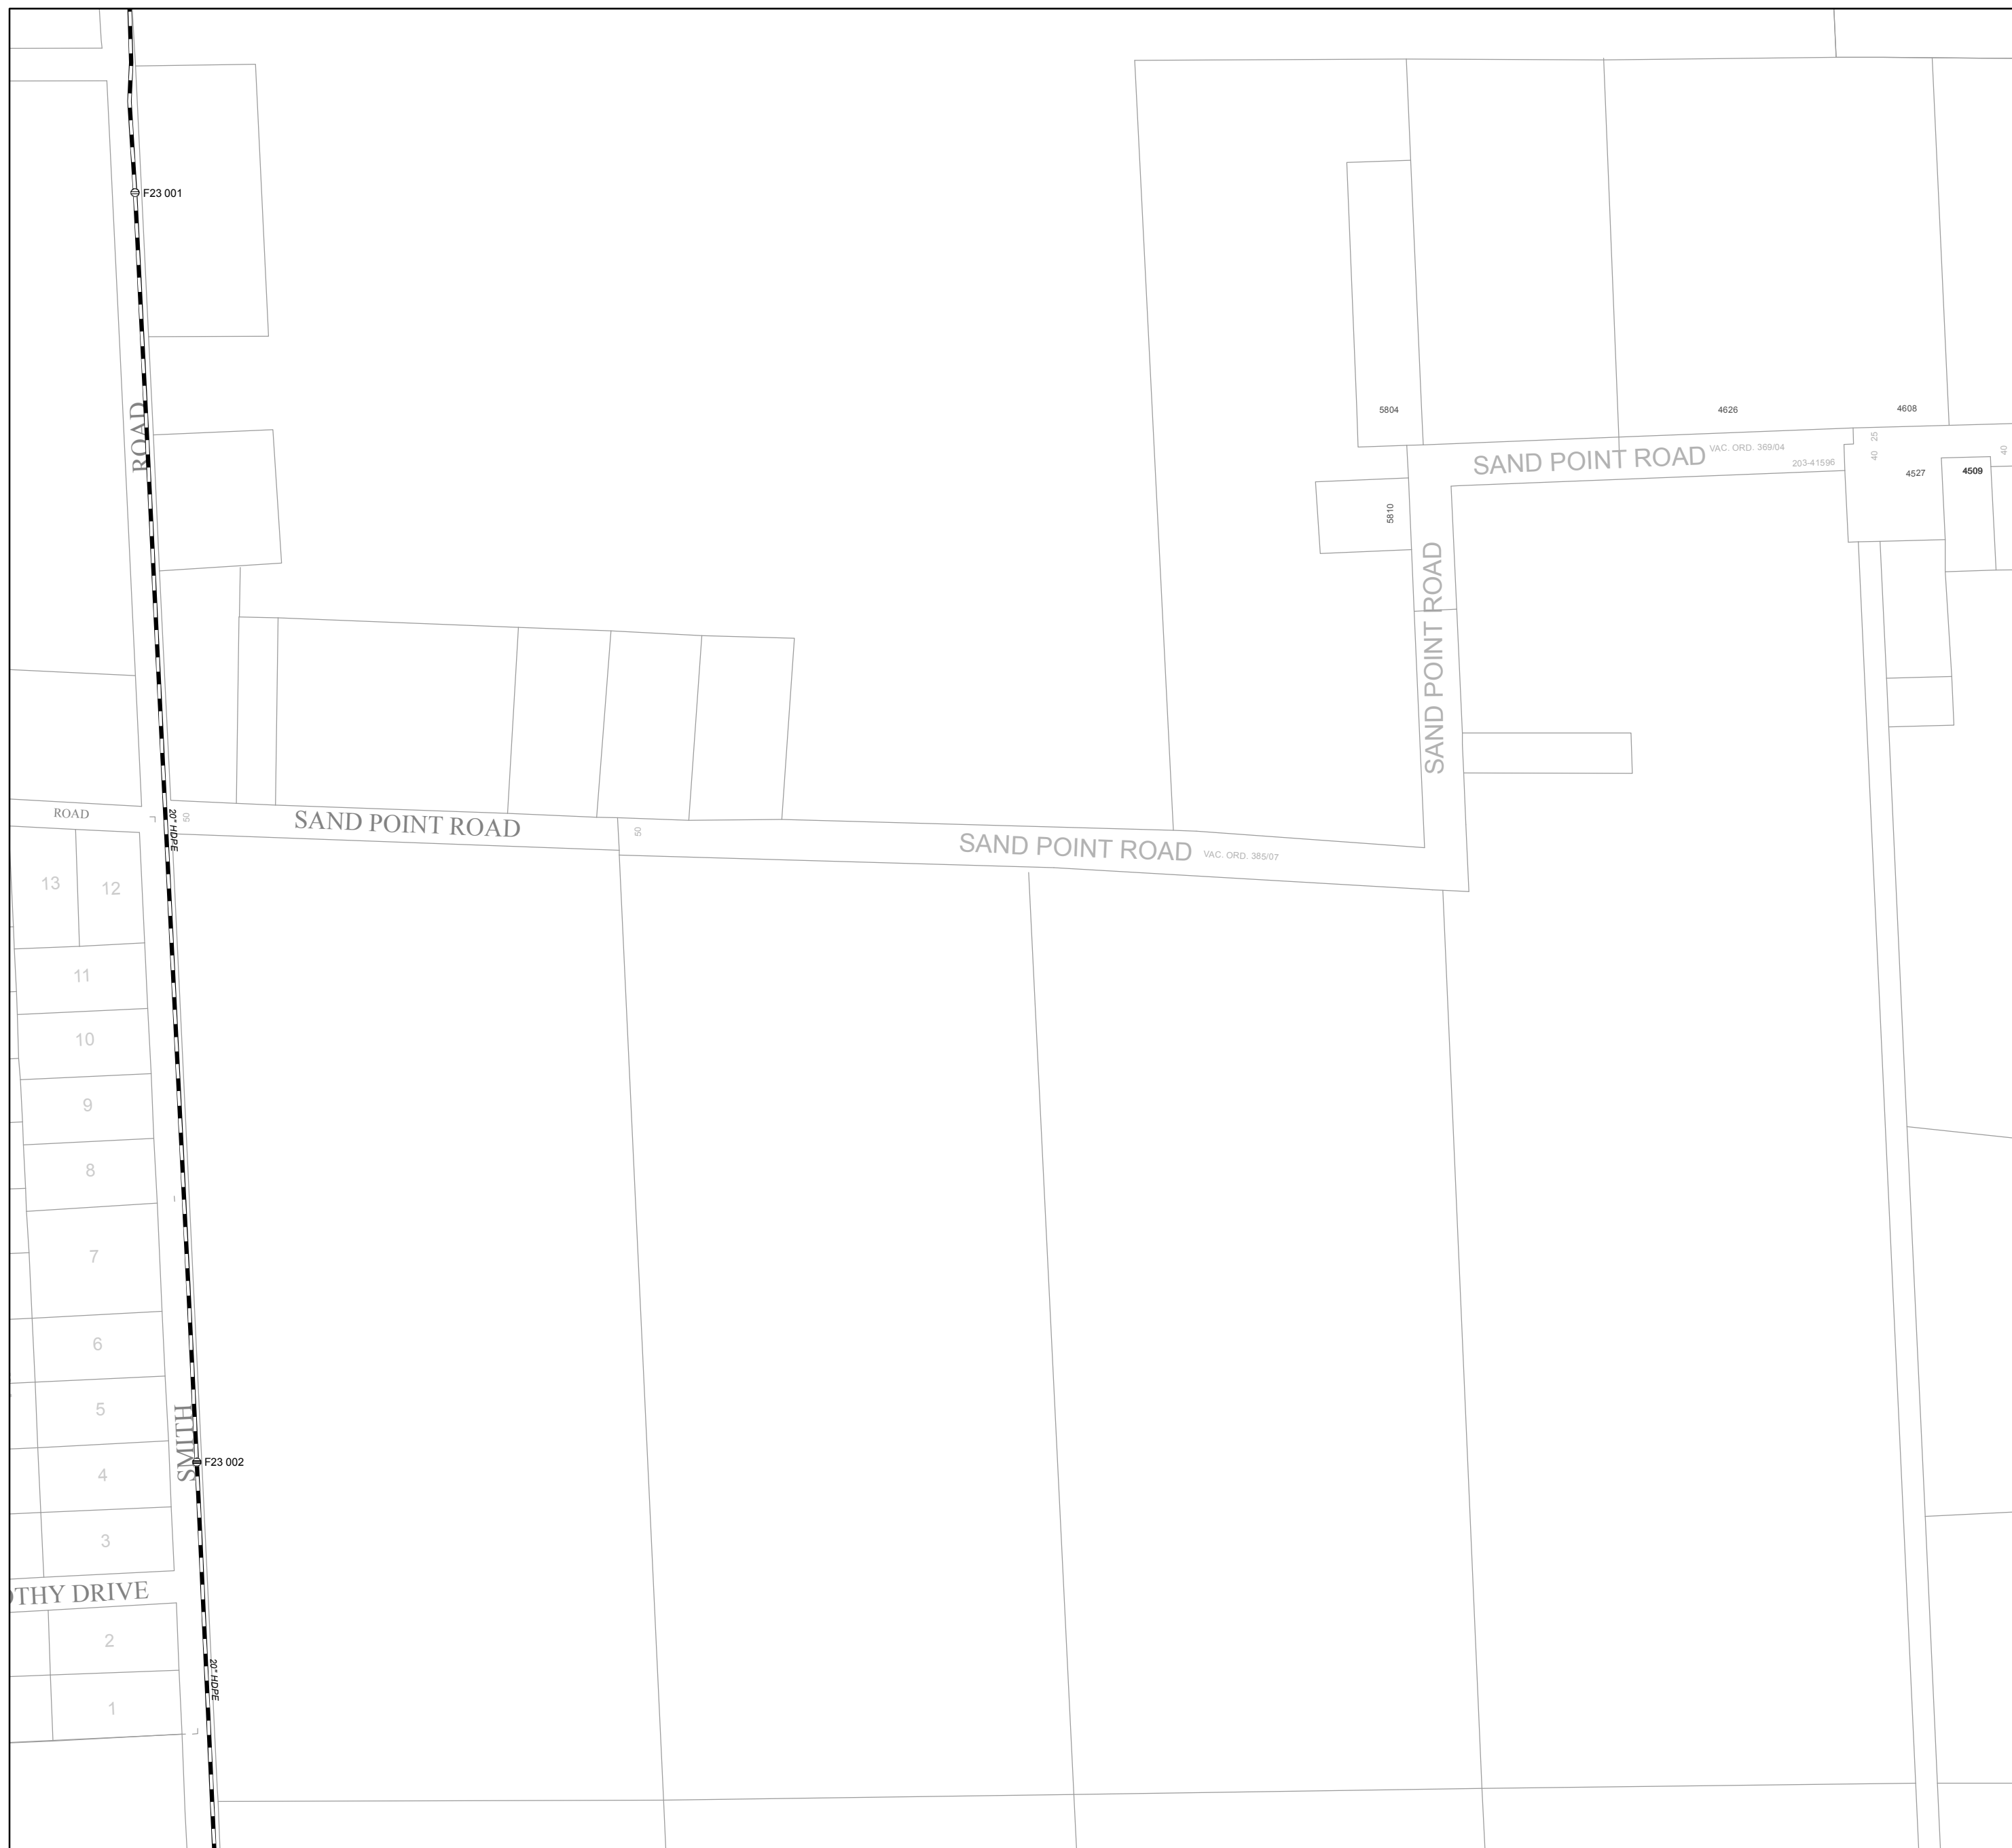 F23 001
ROAD
5804
4626
4608
25
40
40
SAND POINT ROAD
VAC. ORD. 369/04
203-41596
4527
4509
5810
SAND POINT ROAD
ROAD
20" HDPE
50
SAND POINT ROAD
50
SAND POINT ROAD
VAC. ORD. 385/07
13
12
11
10
9
8
7
6
5
SMITH
F23 002
4
3
OTHY DRIVE
2
20" HDPE
1